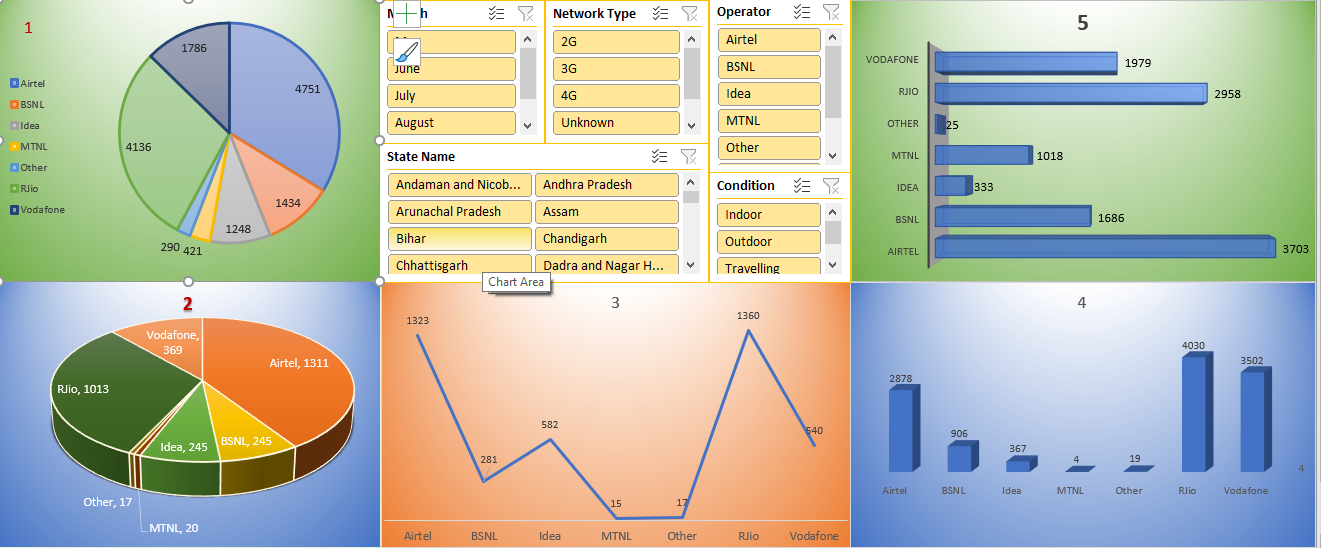 1
1786
4751
4136
1434
1248
290
421
Airtel
BSNL
Idea
MTNL
Other
RJio
Vodafone
June
July
August
Network Type
2G
3G
4G
Unknown
Operator
Airtel
BSNL
Idea
MTNL
Other
State Name
Andaman and Nicob...
Andhra Pradesh
Arunachal Pradesh
Assam
Bihar
Chandigarh
Chhattisgarh
Dadra and Nagar H...
Condition
Indoor
Outdoor
Travelling
Chart Area
5
VODAFONE 1979
RJIO 2958
OTHER 25
MTNL 1018
IDEA 333
BSNL 1686
AIRTEL 3703
2
Vodafone, 369
Airtel, 1311
RJio, 1013
Idea, 245
BSNL, 245
Other, 17
MTNL, 20
3
1323
281
582
15
17
1360
540
Airtel BSNL Idea MTNL Other RJio Vodafone
4
2878
906
367
4
19
4030
3502
4
Airtel BSNL Idea MTNL Other RJio Vodafone